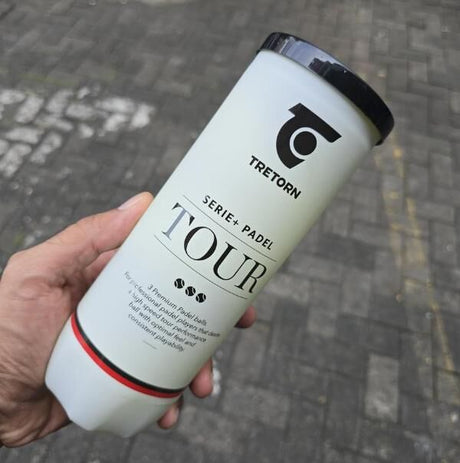 TRETORN
SERIE+ PADEL
TOUR
3 Premium Padel balls.
For professional padel players that desire
a high speed tour performance
ball with optimal feel and
consistent playability.